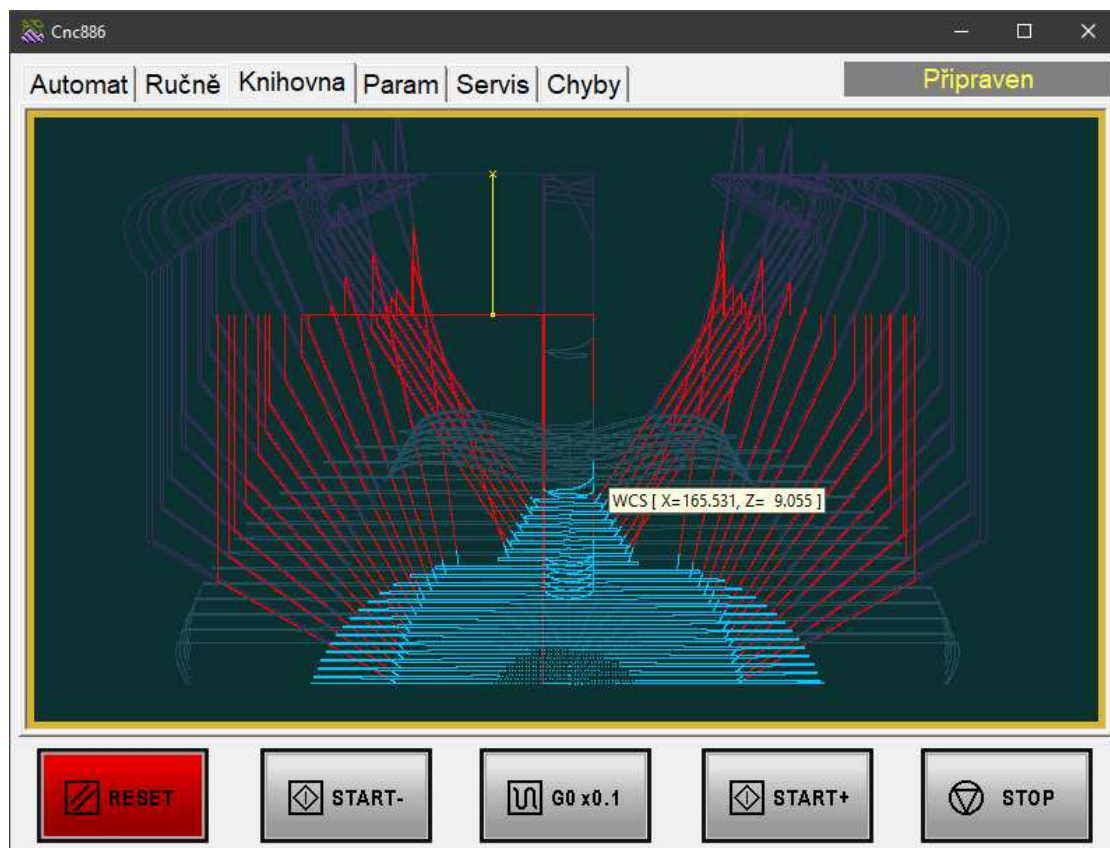 Cnc886
Automat Ručně Knihovna Param Servis Chyby Připraven
WCS [ X=165.531, Z= 9.055 ]
RESET START- G0 x0.1 START+ STOP